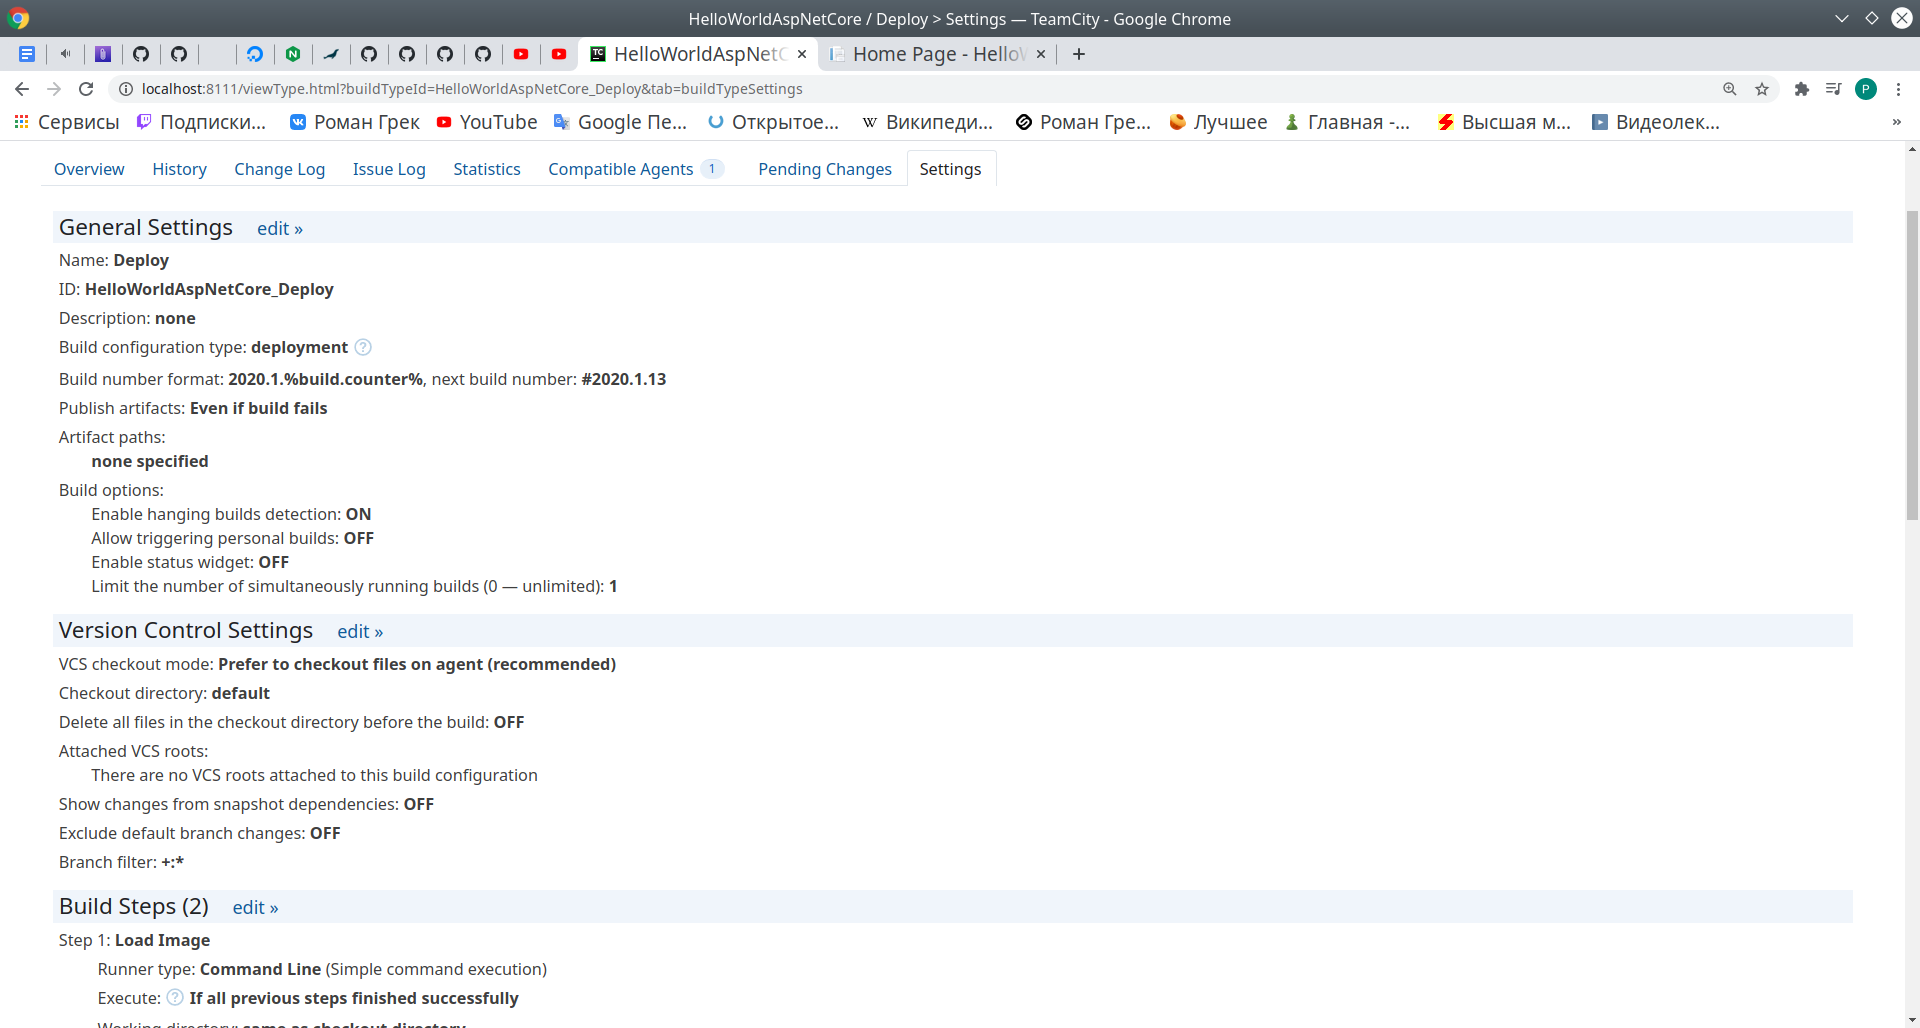 HelloWorldAspNetCore / Deploy > Settings — TeamCity - Google Chrome
HelloWorldAspNetC
Home Page - HelloW
localhost:8111/viewType.html?buildTypeId=HelloWorldAspNetCore_Deploy&tab=buildTypeSettings
P
Сервисы Подписки... Роман Грек YouTube Google Пе... Открытое... Википеди... Роман Гре... Лучшее Главная -... Высшая м... Видеолек... »
Overview History Change Log Issue Log Statistics Compatible Agents 1 Pending Changes Settings
General Settings edit »
Name: Deploy
ID: HelloWorldAspNetCore_Deploy
Description: none
Build configuration type: deployment ?
Build number format: 2020.1.%build.counter%, next build number: #2020.1.13
Publish artifacts: Even if build fails
Artifact paths:
none specified
Build options:
Enable hanging builds detection: ON
Allow triggering personal builds: OFF
Enable status widget: OFF
Limit the number of simultaneously running builds (0 — unlimited): 1
Version Control Settings edit »
VCS checkout mode: Prefer to checkout files on agent (recommended)
Checkout directory: default
Delete all files in the checkout directory before the build: OFF
Attached VCS roots:
There are no VCS roots attached to this build configuration
Show changes from snapshot dependencies: OFF
Exclude default branch changes: OFF
Branch filter: +:*
Build Steps (2) edit »
Step 1: Load Image
Runner type: Command Line (Simple command execution)
Execute: ? If all previous steps finished successfully
Working directory: same as checkout directory